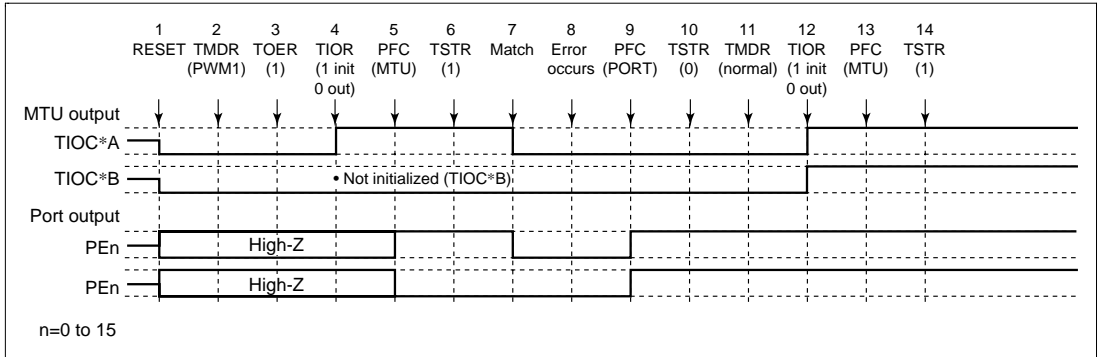 1 2 3 4 5 6 7 8 9 10 11 12 13 14
RESET TMDR TOER TIOR PFC TSTR Match Error PFC TSTR TMDR TIOR PFC TSTR
(PWM1) (1) (1 init (MTU) (1) occurs (PORT) (0) (normal) (1 init (MTU) (1)
0 out) 0 out)
MTU output
TIOC*A
TIOC*B
• Not initialized (TIOC*B)
Port output
PEn
High-Z
PEn
High-Z
n=0 to 15